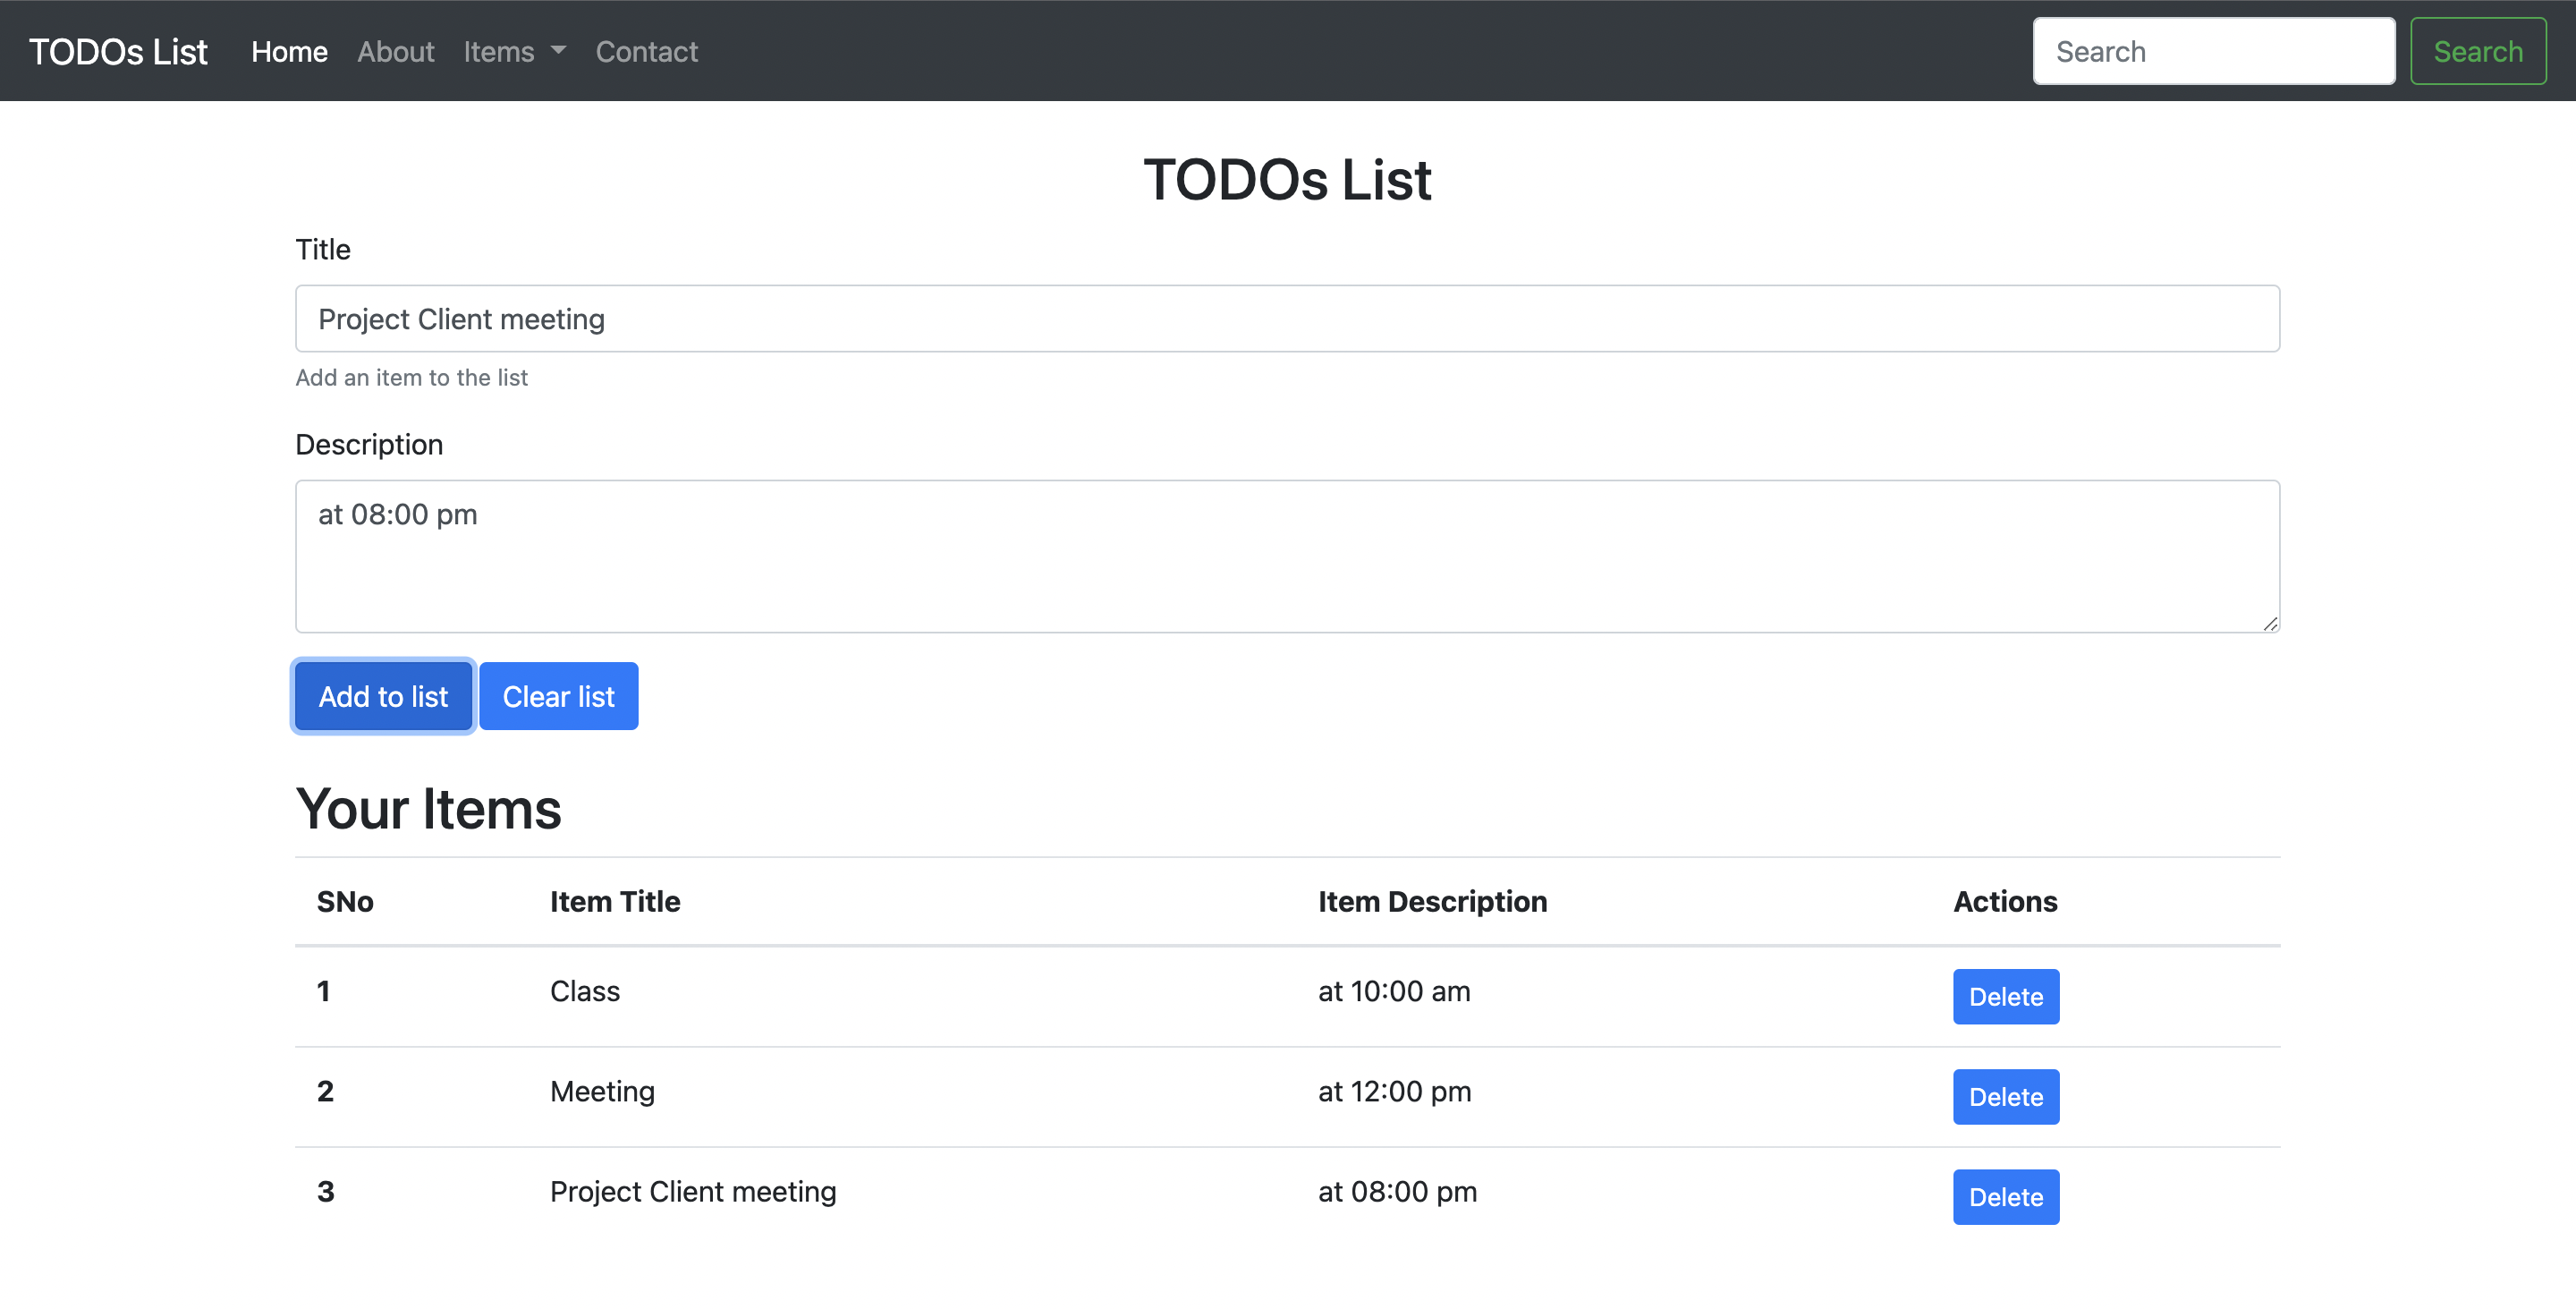 TODOs List Home About Items Contact Search Search
TODOs List
Title
Project Client meeting
Add an item to the list
Description
at 08:00 pm
Add to list Clear list
Your Items
SNo Item Title Item Description Actions
1 Class at 10:00 am Delete
2 Meeting at 12:00 pm Delete
3 Project Client meeting at 08:00 pm Delete